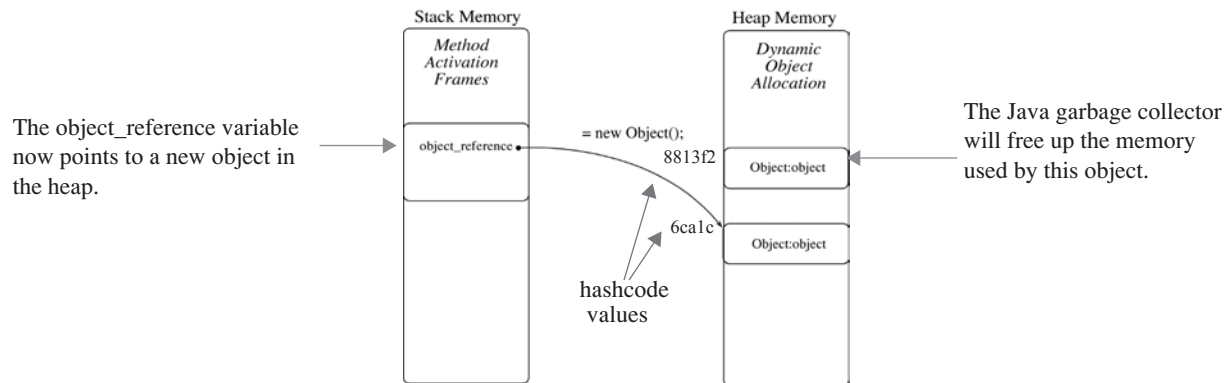 Stack Memory
Heap Memory
Method
Activation
Frames
Dynamic
Object
Allocation
The object_reference variable
now points to a new object in
the heap.
object_reference
= new Object();
8813f2
Object:object
The Java garbage collector
will free up the memory
used by this object.
6ca1c
Object:object
hashcode
values